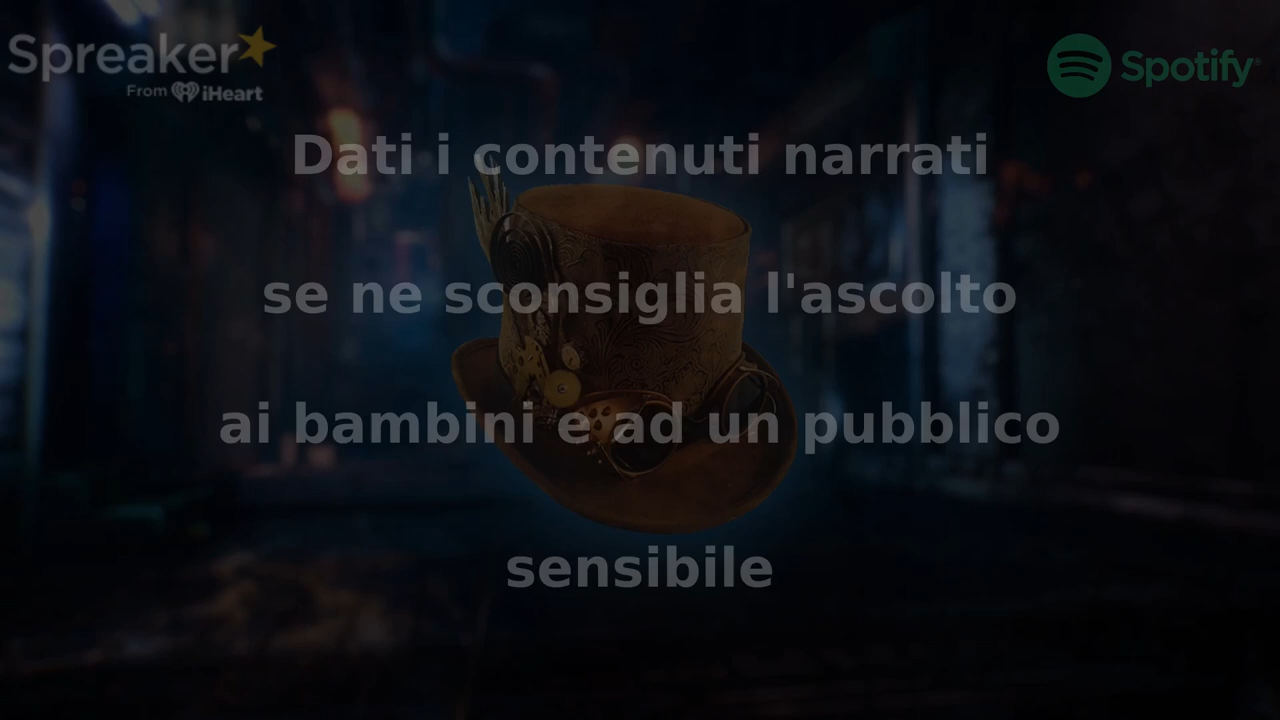 Spreaker
From iHeart
Spotify®
Dati i contenuti narrati
se ne sconsiglia l'ascolto
ai bambini e ad un pubblico
sensibile